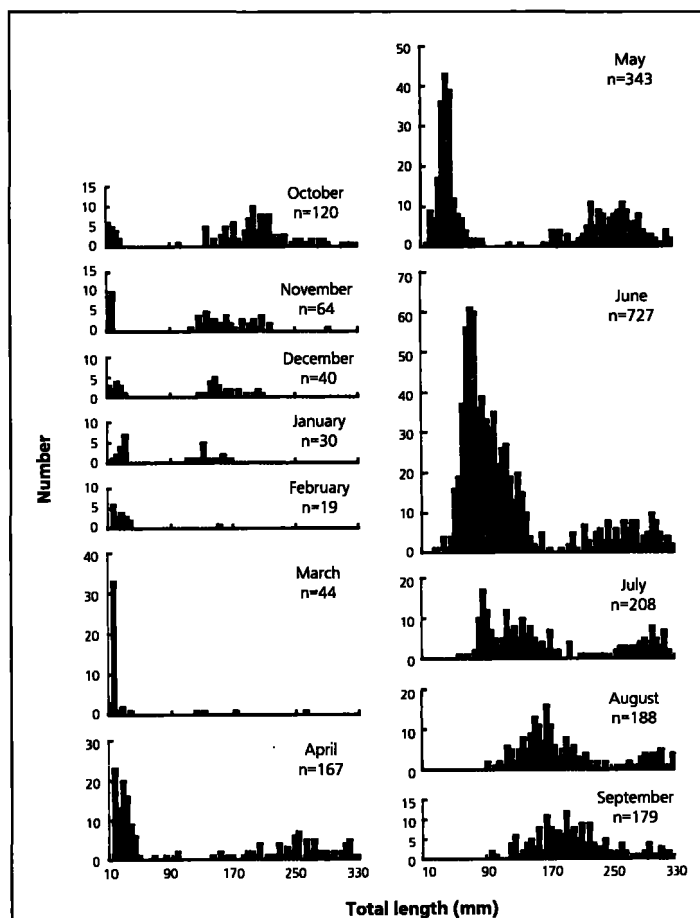 Number
15
10
5
0
October
n=120
15
10
5
0
November
n=64
10
5
0
December
n=40
10
5
0
January
n=30
10
5
0
February
n=19
40
30
20
10
0
March
n=44
30
20
10
0
April
n=167
10 90 170 250 330
50
40
30
20
10
0
May
n=343
70
60
50
40
30
20
10
0
June
n=727
20
10
0
July
n=208
20
10
0
August
n=188
15
10
5
0
September
n=179
10 90 170 250 330
Total length (mm)